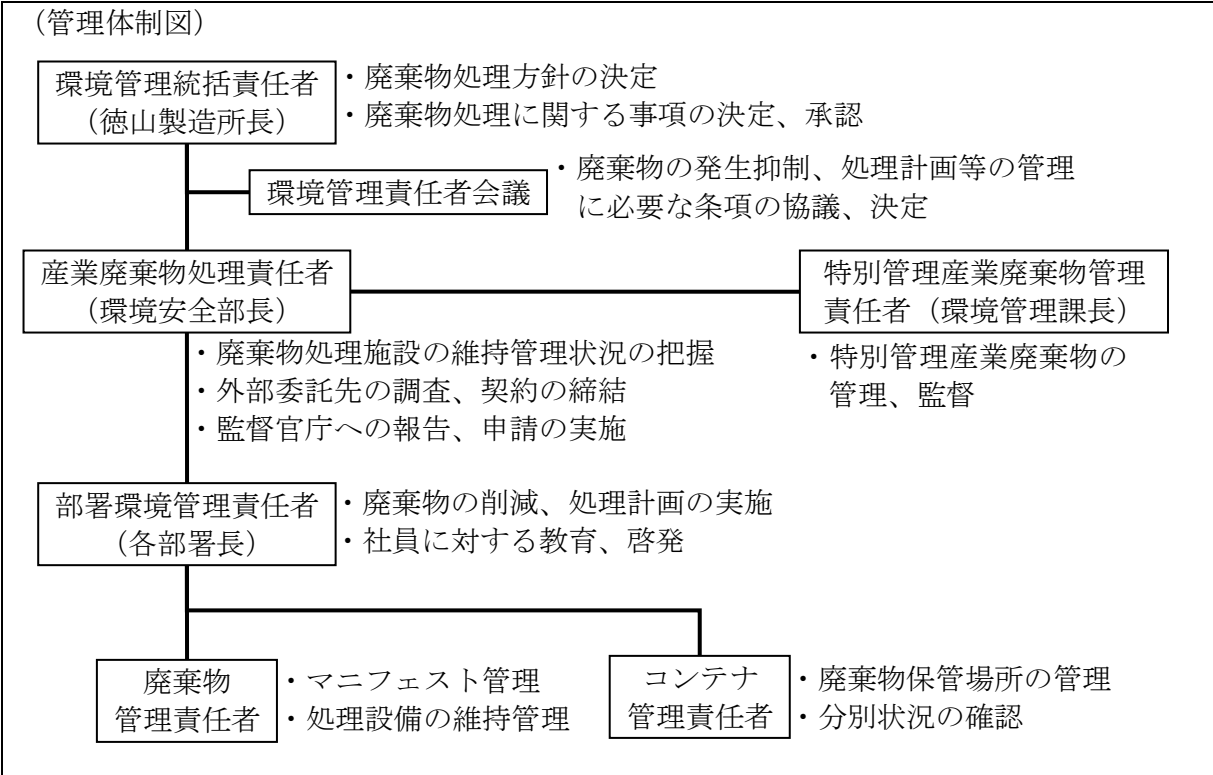 （管理体制図）
環境管理統括責任者
（徳山製造所長）
・廃棄物処理方針の決定
・廃棄物処理に関する事項の決定、承認
環境管理責任者会議
・廃棄物の発生抑制、処理計画等の管理
に必要な条項の協議、決定
産業廃棄物処理責任者
（環境安全部長）
特別管理産業廃棄物管理
責任者（環境管理課長）
・廃棄物処理施設の維持管理状況の把握
・外部委託先の調査、契約の締結
・監督官庁への報告、申請の実施
・特別管理産業廃棄物の
管理、監督
部署環境管理責任者
（各部署長）
・廃棄物の削減、処理計画の実施
・社員に対する教育、啓発
廃棄物
管理責任者
・マニフェスト管理
・処理設備の維持管理
コンテナ
管理責任者
・廃棄物保管場所の管理
・分別状況の確認